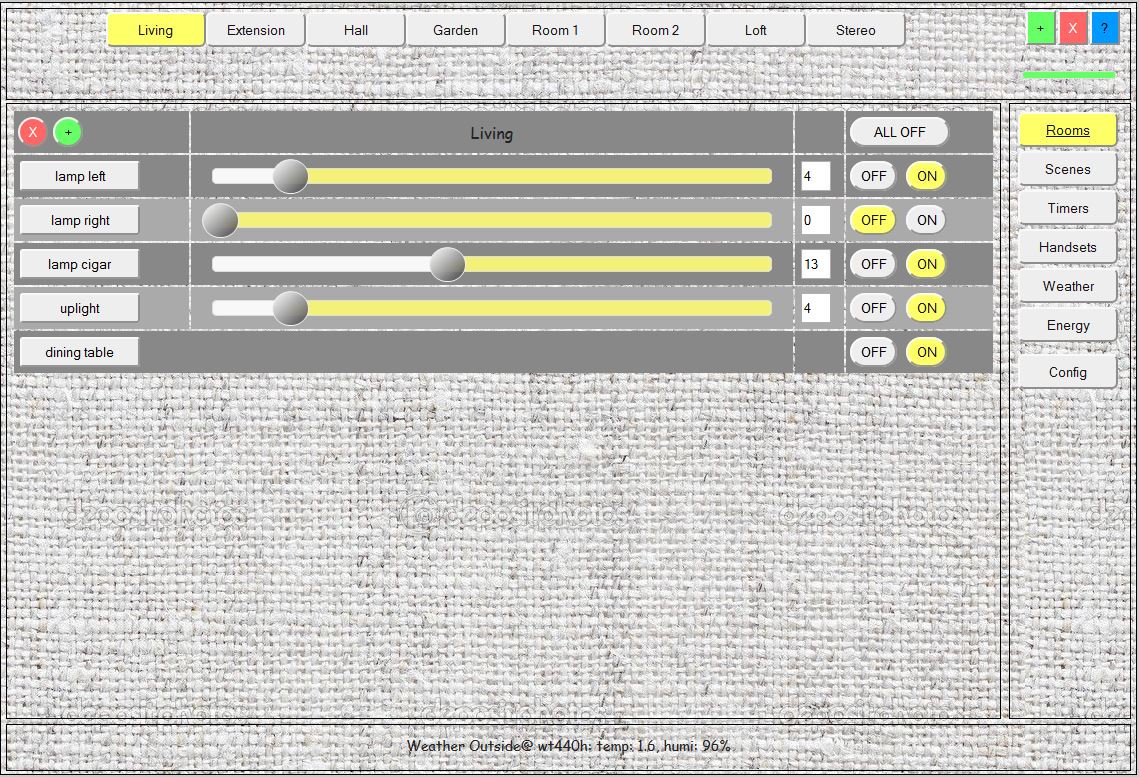 Living Extension Hall Garden Room 1 Room 2 Loft Stereo + X ?
X + Living ALL OFF
lamp left 4 OFF ON
lamp right 0 OFF ON
lamp cigar 13 OFF ON
uplight 4 OFF ON
dining table OFF ON
Rooms
Scenes
Timers
Handsets
Weather
Energy
Config
Weather Outside@ wt440h: temp: 1.6, humi: 96%